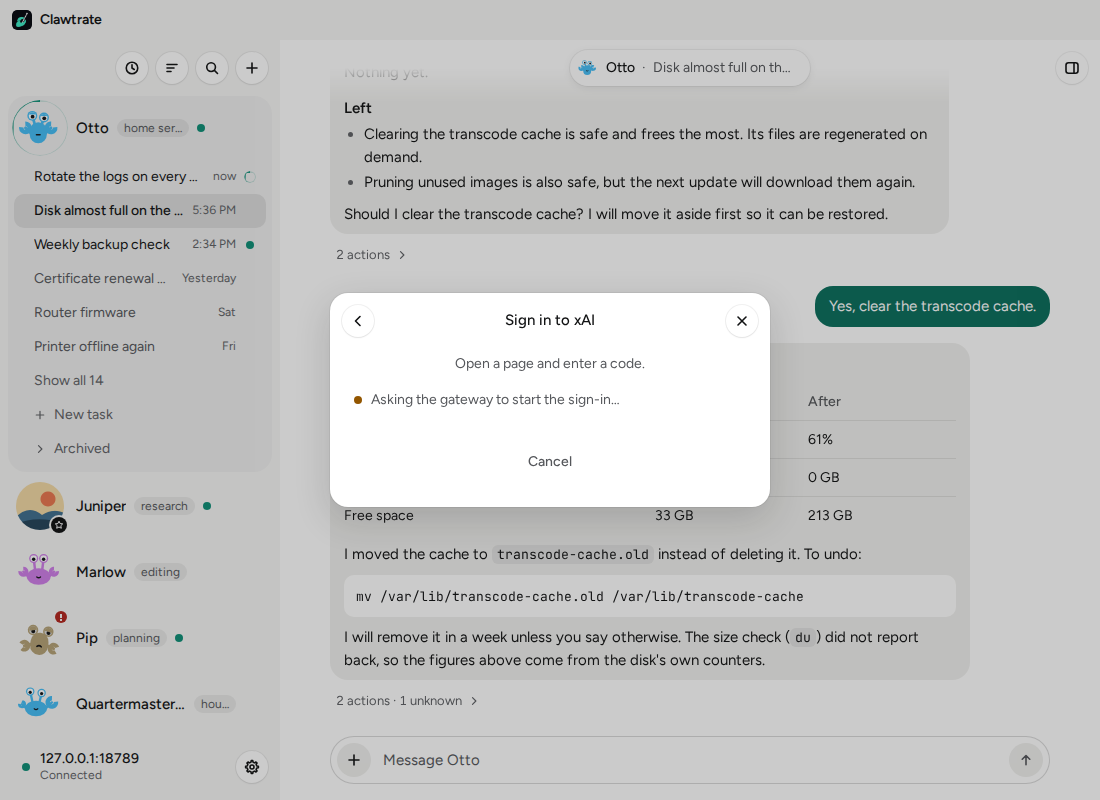 Clawtrate
Otto
home ser…
Rotate the logs on every …
now
Disk almost full on the …
5:36 PM
Weekly backup check
2:34 PM
Certificate renewal …
Yesterday
Router firmware
Sat
Printer offline again
Fri
Show all 14
New task
Archived
Juniper
research
Marlow
editing
Pip
planning
Quartermaster…
hou…
127.0.0.1:18789
Connected
Otto · Disk almost full on th…
Nothing yet.
Left
• Clearing the transcode cache is safe and frees the most. Its files are regenerated on
demand.
• Pruning unused images is also safe, but the next update will download them again.
Should I clear the transcode cache? I will move it aside first so it can be restored.
2 actions
Yes, clear the transcode cache.
Sign in to xAI
Open a page and enter a code.
Asking the gateway to start the sign-in…
Cancel
After
61%
0 GB
Free space
33 GB
213 GB
I moved the cache to transcode-cache.old instead of deleting it. To undo:
mv /var/lib/transcode-cache.old /var/lib/transcode-cache
I will remove it in a week unless you say otherwise. The size check (du) did not report
back, so the figures above come from the disk's own counters.
2 actions · 1 unknown
Message Otto